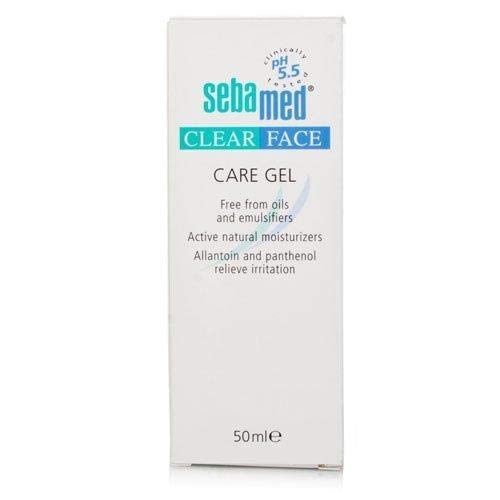 clinically tested
pH 5.5
sebamed®
CLEAR FACE
CARE GEL
Free from oils
and emulsifiers
Active natural moisturizers
Allantoin and panthenol
relieve irritation
50ml℮